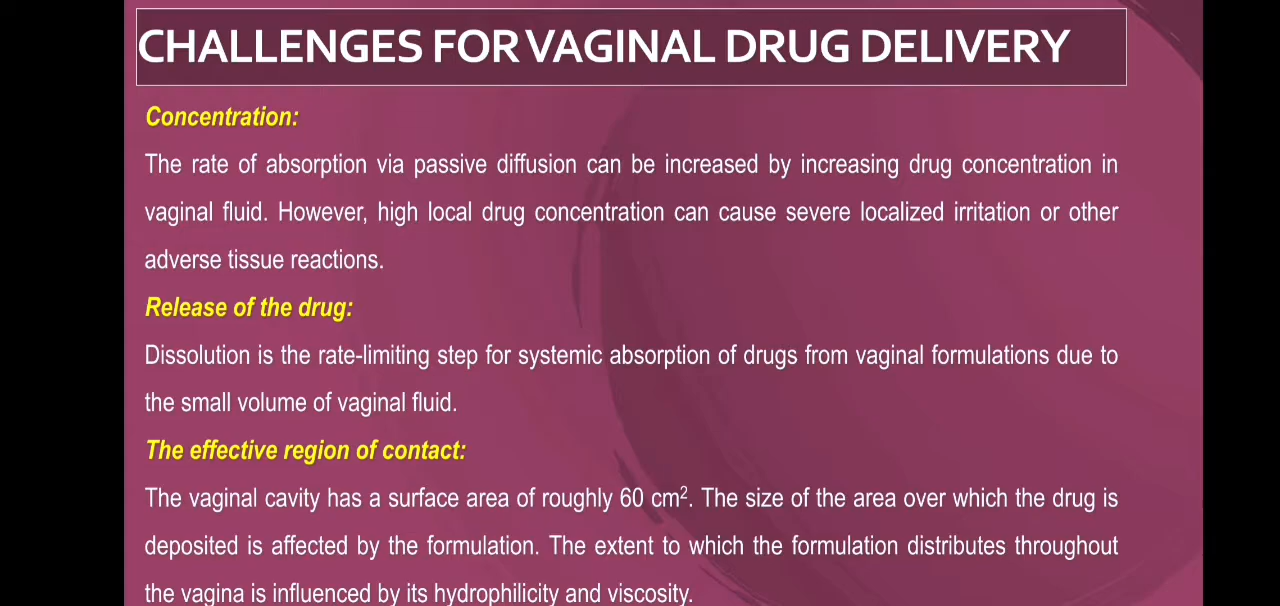 CHALLENGES FOR VAGINAL DRUG DELIVERY
Concentration:
The rate of absorption via passive diffusion can be increased by increasing drug concentration in
vaginal fluid. However, high local drug concentration can cause severe localized irritation or other
adverse tissue reactions.
Release of the drug:
Dissolution is the rate-limiting step for systemic absorption of drugs from vaginal formulations due to
the small volume of vaginal fluid.
The effective region of contact:
The vaginal cavity has a surface area of roughly 60 cm². The size of the area over which the drug is
deposited is affected by the formulation. The extent to which the formulation distributes throughout
the vagina is influenced by its hydrophilicity and viscosity.